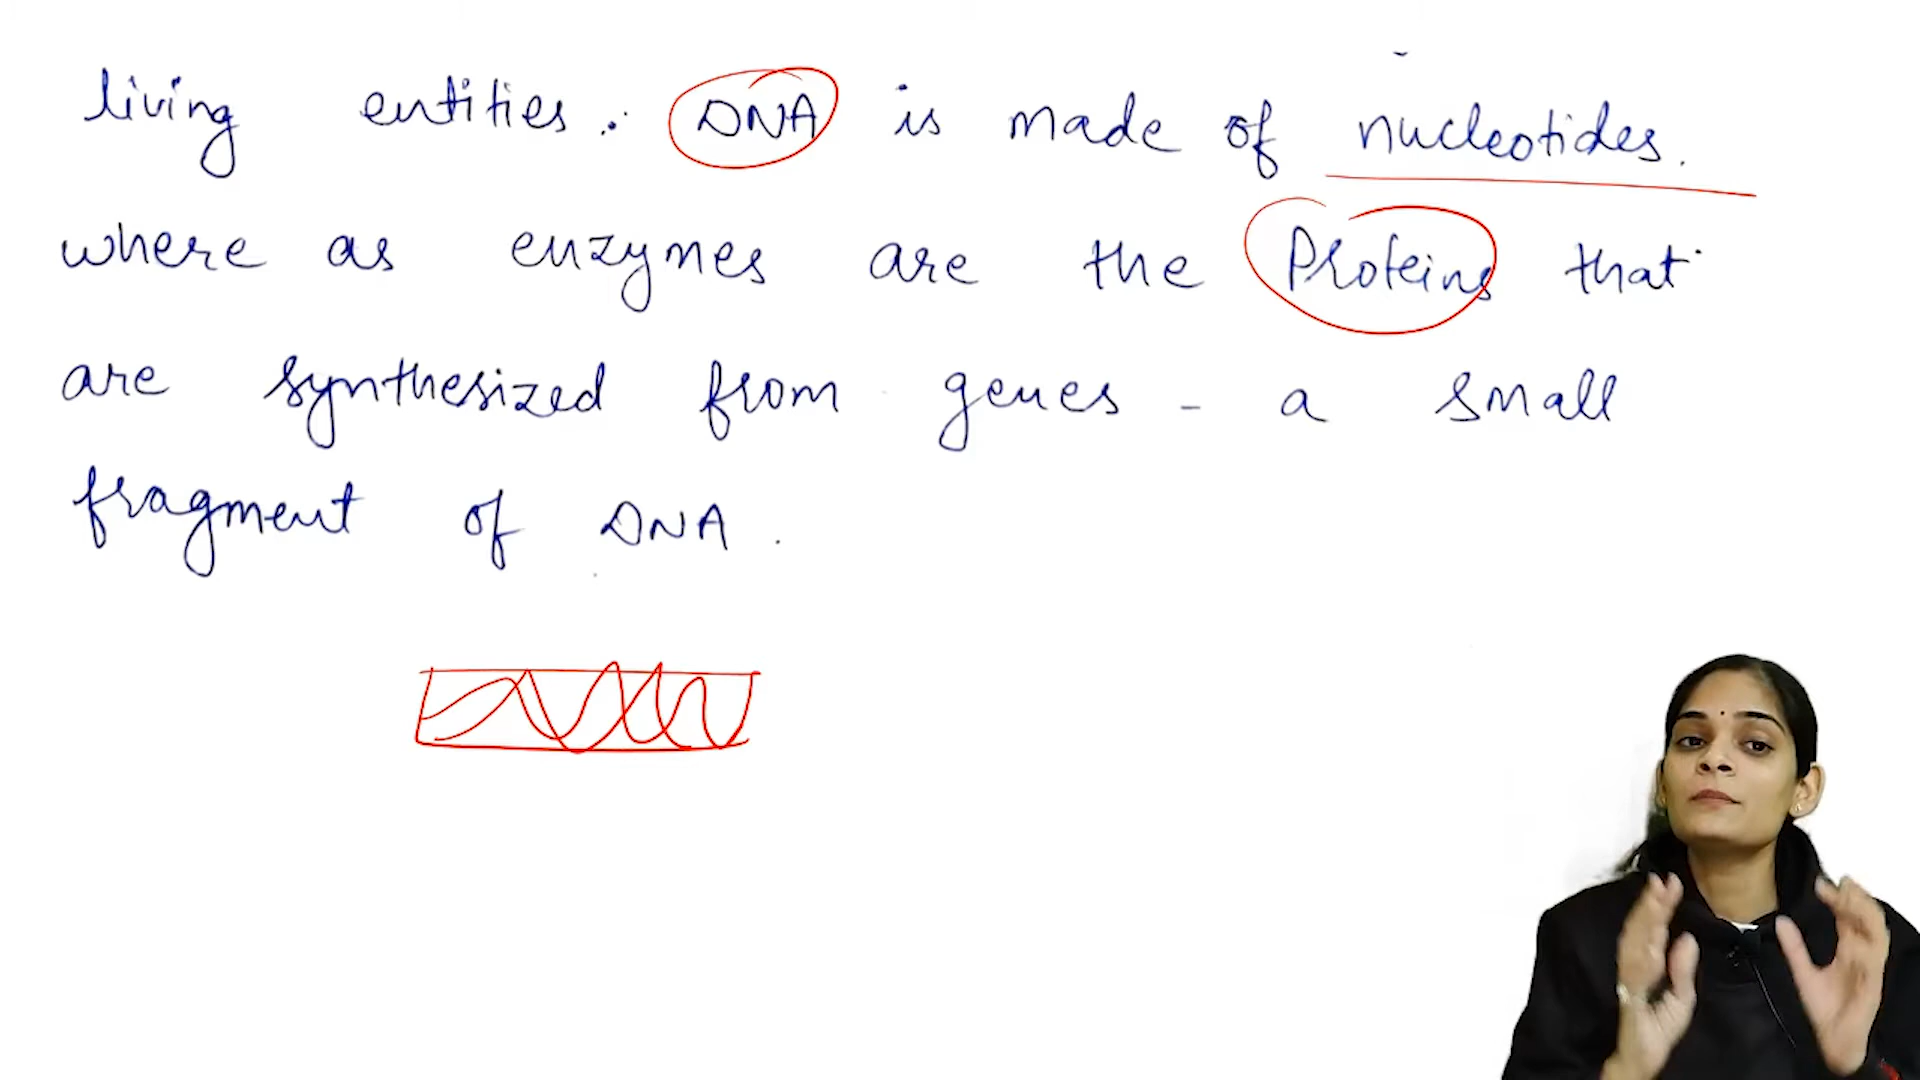 living entities. DNA is made of nucleotides.
where as enzymes are the Proteins that
are synthesized from genes - a small
fragment of DNA.